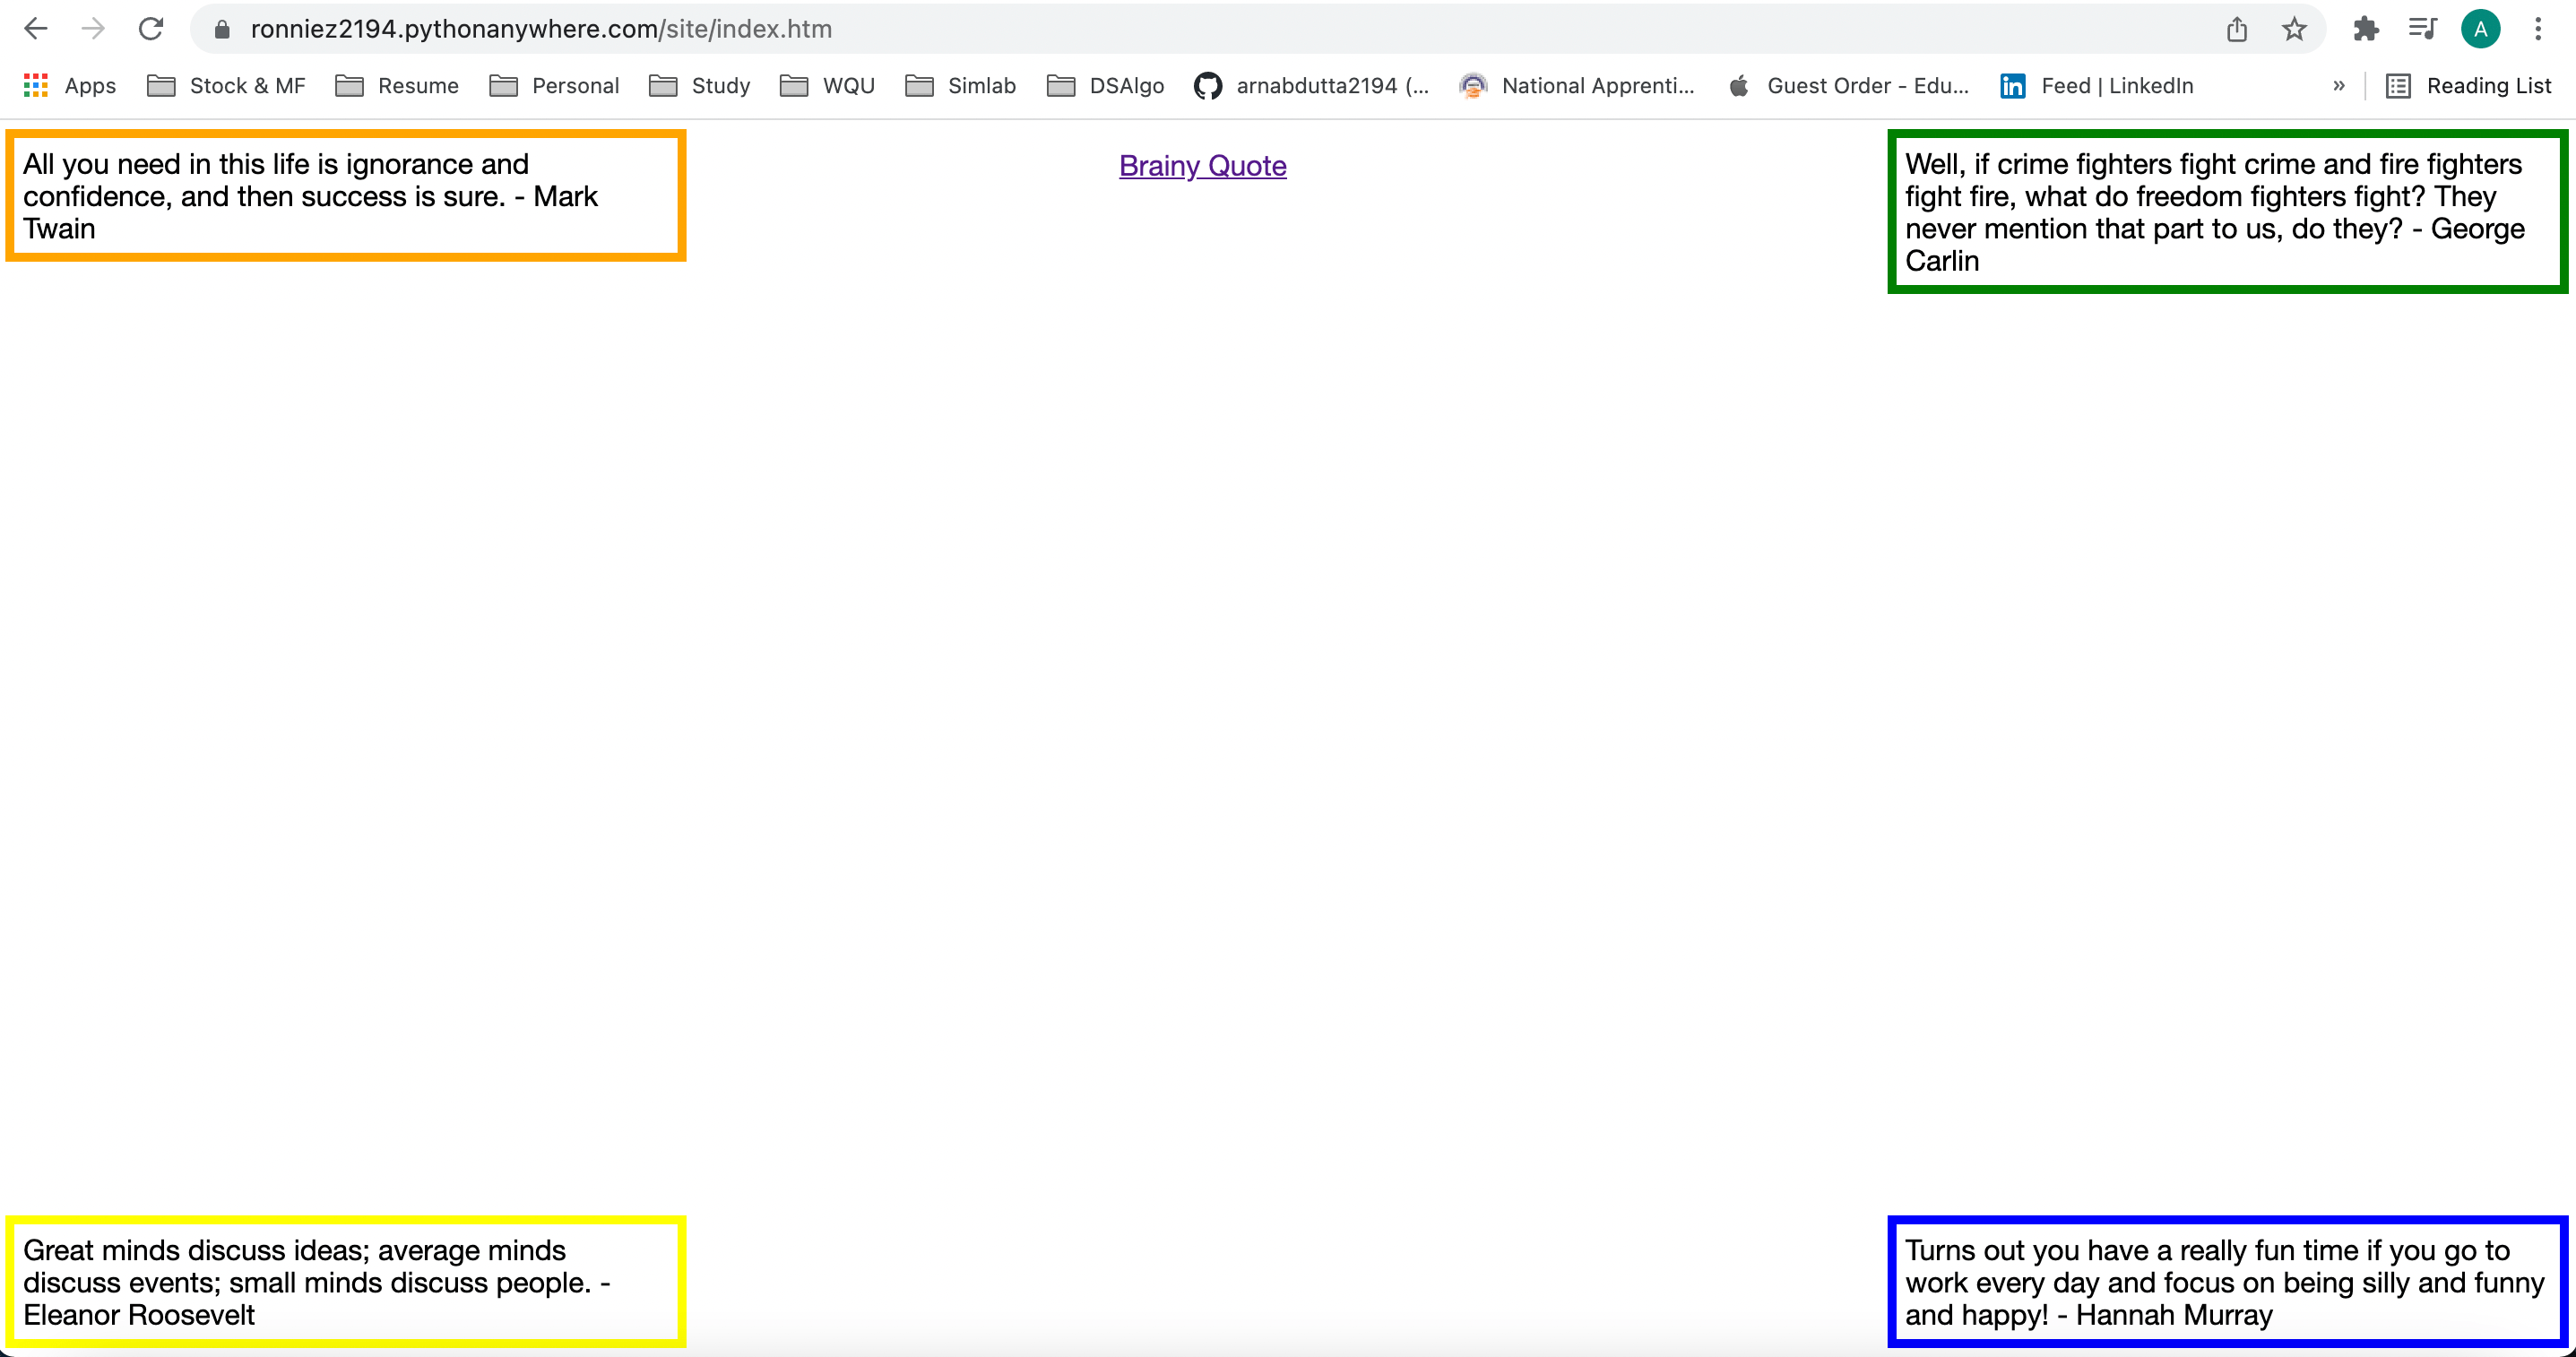 ronniez2194.pythonanywhere.com/site/index.htm
A
Apps
Stock & MF
Resume
Personal
Study
WQU
Simlab
DSAlgo
arnabdutta2194 (...
National Apprenti...
Guest Order - Edu...
in
Feed | LinkedIn
»
Reading List
All you need in this life is ignorance and
confidence, and then success is sure. - Mark
Twain
Brainy Quote
Well, if crime fighters fight crime and fire fighters
fight fire, what do freedom fighters fight? They
never mention that part to us, do they? - George
Carlin
Great minds discuss ideas; average minds
discuss events; small minds discuss people. -
Eleanor Roosevelt
Turns out you have a really fun time if you go to
work every day and focus on being silly and funny
and happy! - Hannah Murray